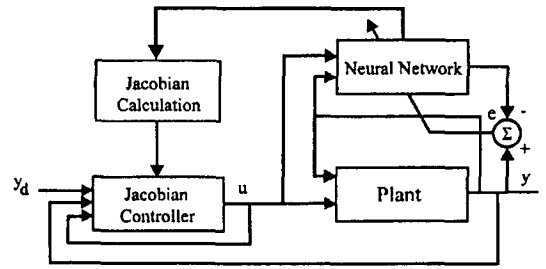 Neural Network
Jacobian
Calculation
e
-
Σ
+
y_d
Jacobian
Controller
u
Plant
y